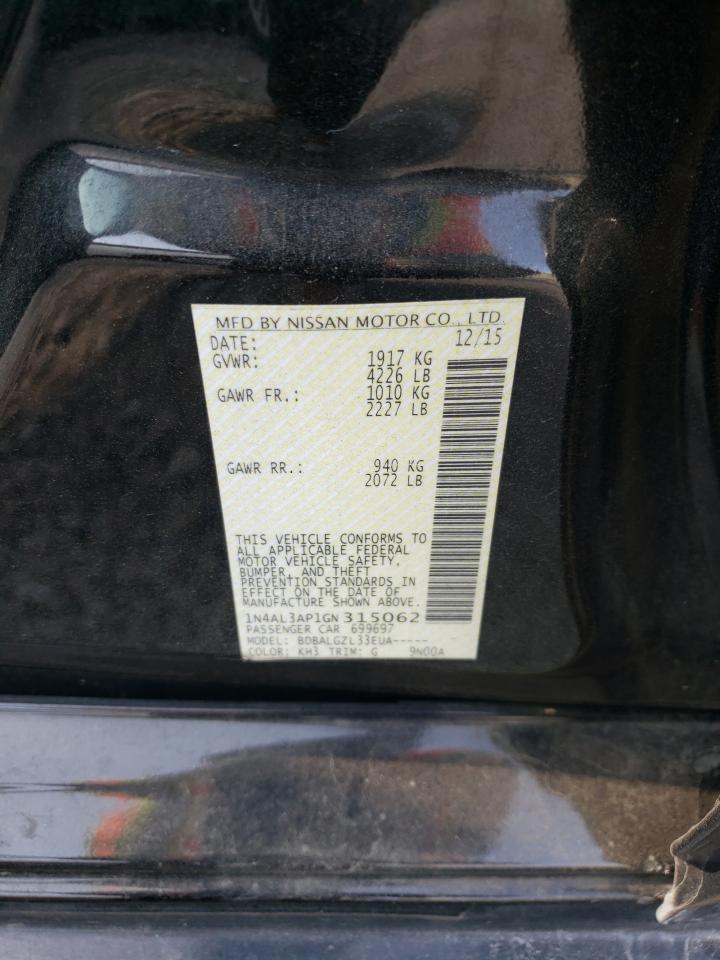 MFD BY NISSAN MOTOR CO., LTD.
DATE: 12/15
GVWR: 1917 KG
4226 LB
GAWR FR.: 1010 KG
2227 LB
GAWR RR.: 940 KG
2072 LB
THIS VEHICLE CONFORMS TO
ALL APPLICABLE FEDERAL
MOTOR VEHICLE SAFETY,
BUMPER, AND THEFT
PREVENTION STANDARDS IN
EFFECT ON THE DATE OF
MANUFACTURE SHOWN ABOVE.
1N4AL3AP1GN315062
PASSENGER CAR 699697
MODEL: BDBALGZL33EUA-----
COLOR: KH3 TRIM: G 9N00A